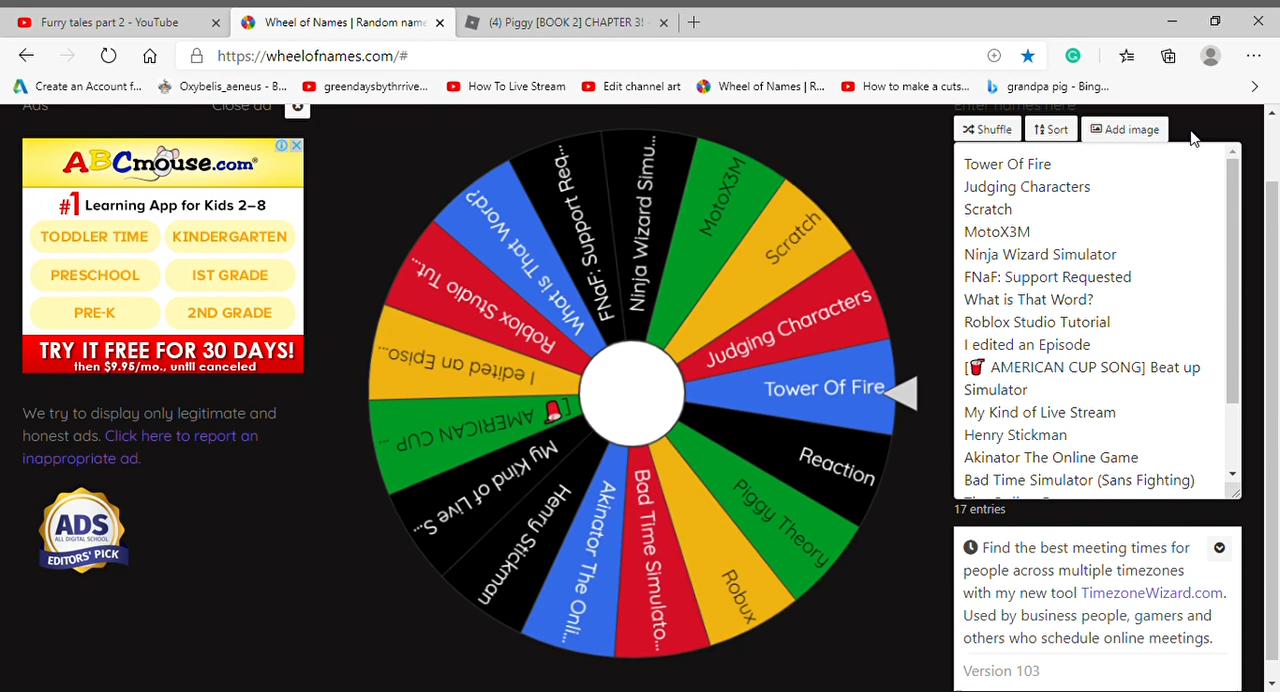 Furry tales part 2 - YouTube
Wheel of Names | Random name
(4) Piggy [BOOK 2] CHAPTER 3!
https://wheelofnames.com/#
Create an Account f...
Oxybelis_aeneus - B...
greendaysbythrrive...
How To Live Stream
Edit channel art
Wheel of Names | R...
How to make a cuts...
grandpa pig - Bing...
Ads
Close ad
ABCmouse.com®
#1 Learning App for Kids 2–8
TODDLER TIME
KINDERGARTEN
PRESCHOOL
1ST GRADE
PRE-K
2ND GRADE
TRY IT FREE FOR 30 DAYS!
then $9.95/mo., until canceled
We try to display only legitimate and
honest ads. Click here to report an
inappropriate ad.
ADS
ALL DIGITAL SCHOOL
EDITORS' PICK
Tower Of Fire
Judging Characters
Scratch
MotoX3M
Ninja Wizard Simu...
FNaF: Support Req...
What is That Word?
Roblox Studio Tut...
I edited an Episo...
[🥤 AMERICAN CUP ...
My Kind of Live S...
Henry Stickman
Akinator The Onli...
Bad Time Simulato...
Robux
Piggy Theory
Reaction
Enter names here
Shuffle
Sort
Add image
Tower Of Fire
Judging Characters
Scratch
MotoX3M
Ninja Wizard Simulator
FNaF: Support Requested
What is That Word?
Roblox Studio Tutorial
I edited an Episode
[🥤 AMERICAN CUP SONG] Beat up
Simulator
My Kind of Live Stream
Henry Stickman
Akinator The Online Game
Bad Time Simulator (Sans Fighting)
17 entries
Find the best meeting times for
people across multiple timezones
with my new tool TimezoneWizard.com.
Used by business people, gamers and
others who schedule online meetings.
Version 103